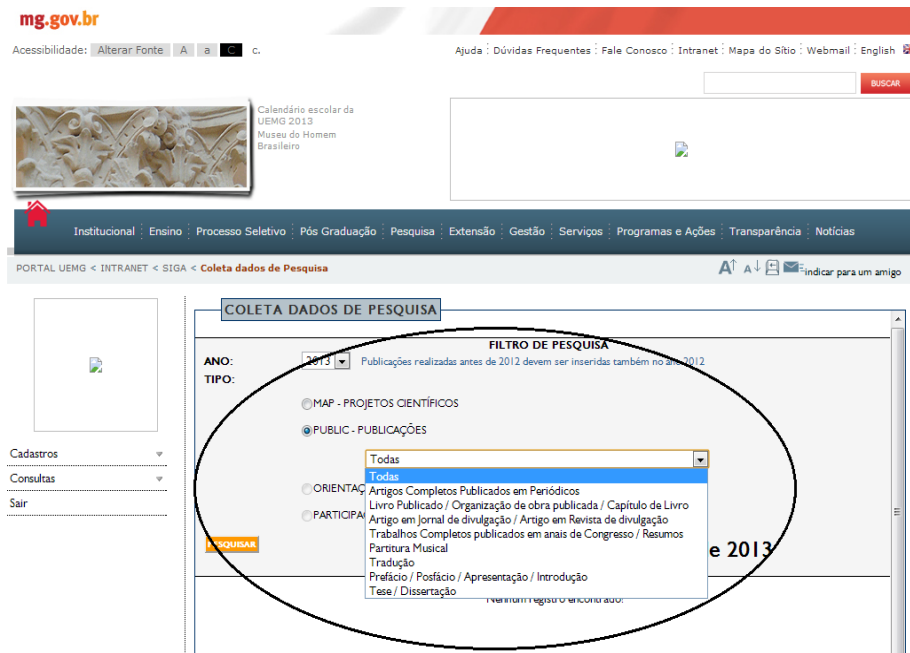 mg.gov.br
Acessibilidade: Alterar Fonte A a C c.
Ajuda Dúvidas Frequentes Fale Conosco Intranet Mapa do Sítio Webmail English
BUSCAR
Calendário escolar da
UEMG 2013
Museu do Homem
Brasileiro
Institucional Ensino Processo Seletivo Pós Graduação Pesquisa Extensão Gestão Serviços Programas e Ações Transparência Notícias
PORTAL UEMG < INTRANET < SIGA < Coleta dados de Pesquisa
A A indicar para um amigo
COLETA DADOS DE PESQUISA
FILTRO DE PESQUISA
ANO: 2013 Publicações realizadas antes de 2012 devem ser inseridas também no ano 2012
TIPO:
MAP - PROJETOS CIENTÍFICOS
PUBLIC - PUBLICAÇÕES
Cadastros
Consultas
Sair
Todas
Todas
Artigos Completos Publicados em Periódicos
ORIENTAÇ
Livro Publicado / Organização de obra publicada / Capítulo de Livro
Artigo em Jornal de divulgação / Artigo em Revista de divulgação
PARTICIPA
Trabalhos Completos publicados em anais de Congresso / Resumos
Partitura Musical
PESQUISAR
e 2013
Tradução
Prefácio / Posfácio / Apresentação / Introdução
Tese / Dissertação
Nenhum registro encontrado!